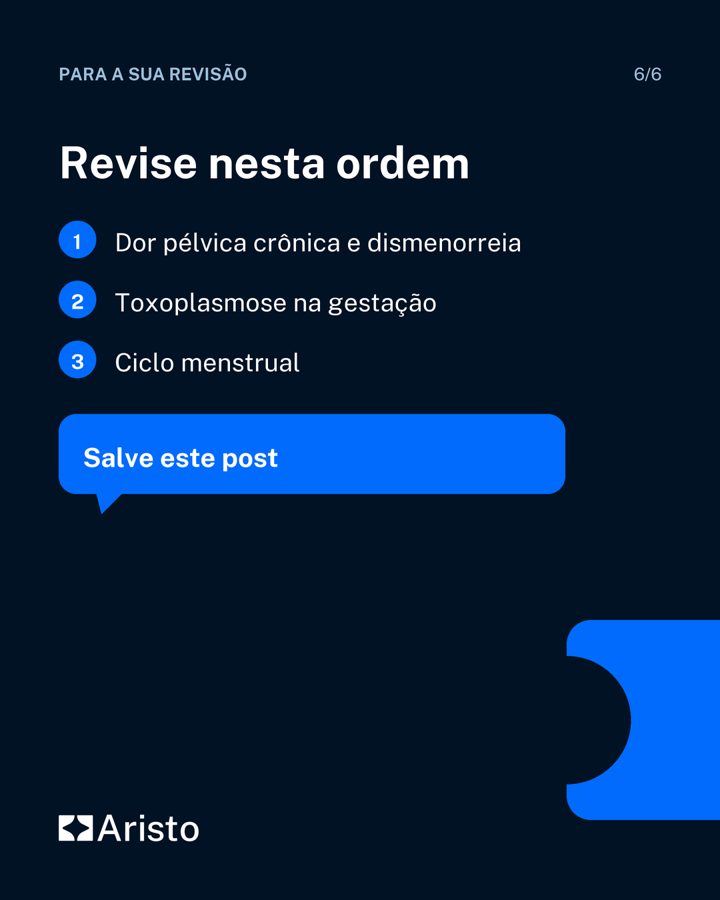 PARA A SUA REVISÃO
6/6
Revise nesta ordem
1 Dor pélvica crônica e dismenorreia
2 Toxoplasmose na gestação
3 Ciclo menstrual
Salve este post
Aristo